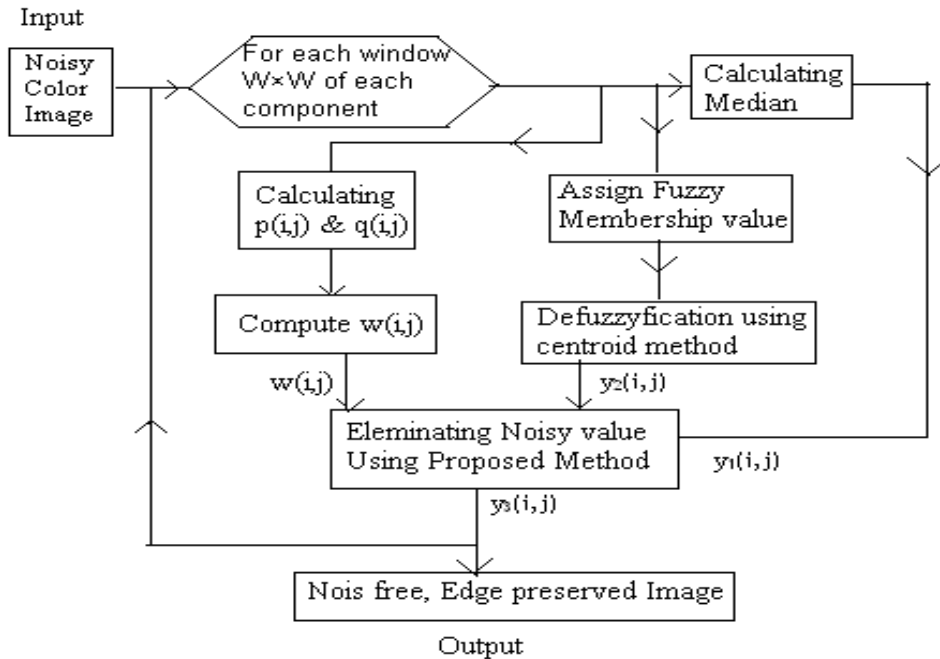 Input
Noisy
Color
Image
For each window
W×W of each
component
Calculating
Median
Calculating
p(i,j) & q(i,j)
Assign Fuzzy
Membership value
Compute w(i,j)
Defuzzyfication using
centroid method
w(i,j)
y₂(i,j)
Eleminating Noisy value
Using Proposed Method
y₁(i,j)
y₃(i,j)
Nois free, Edge preserved Image
Output